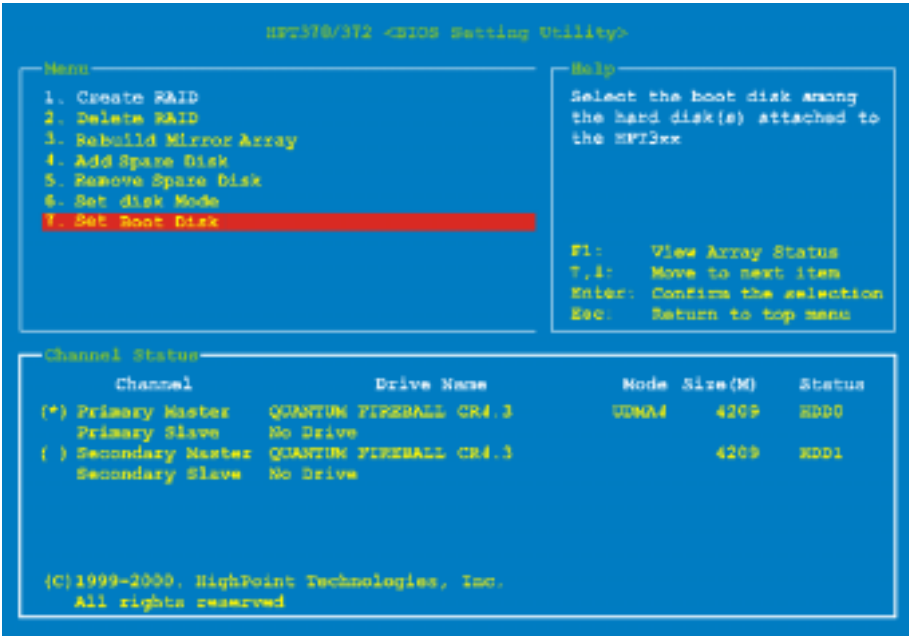 HPT370/372 <BIOS Setting Utility>
Menu
1. Create RAID
2. Delete RAID
3. Rebuild Mirror Array
4. Add Spare Disk
5. Remove Spare Disk
6. Set disk Mode
7. Set Boot Disk
Help
Select the boot disk among
the hard disk(s) attached to
the HPT3xx
F1: View Array Status
↑,↓: Move to next item
Enter: Confirm the selection
Esc: Return to top menu
Channel Status
Channel Drive Name Mode Size(M) Status
(*) Primary Master QUANTUM FIREBALL CR4.3 UDMA4 4209 HDD0
Primary Slave No Drive
( ) Secondary Master QUANTUM FIREBALL CR4.3 4209 HDD1
Secondary Slave No Drive
(C)1999-2000. HighPoint Technologies, Inc.
All rights reserved